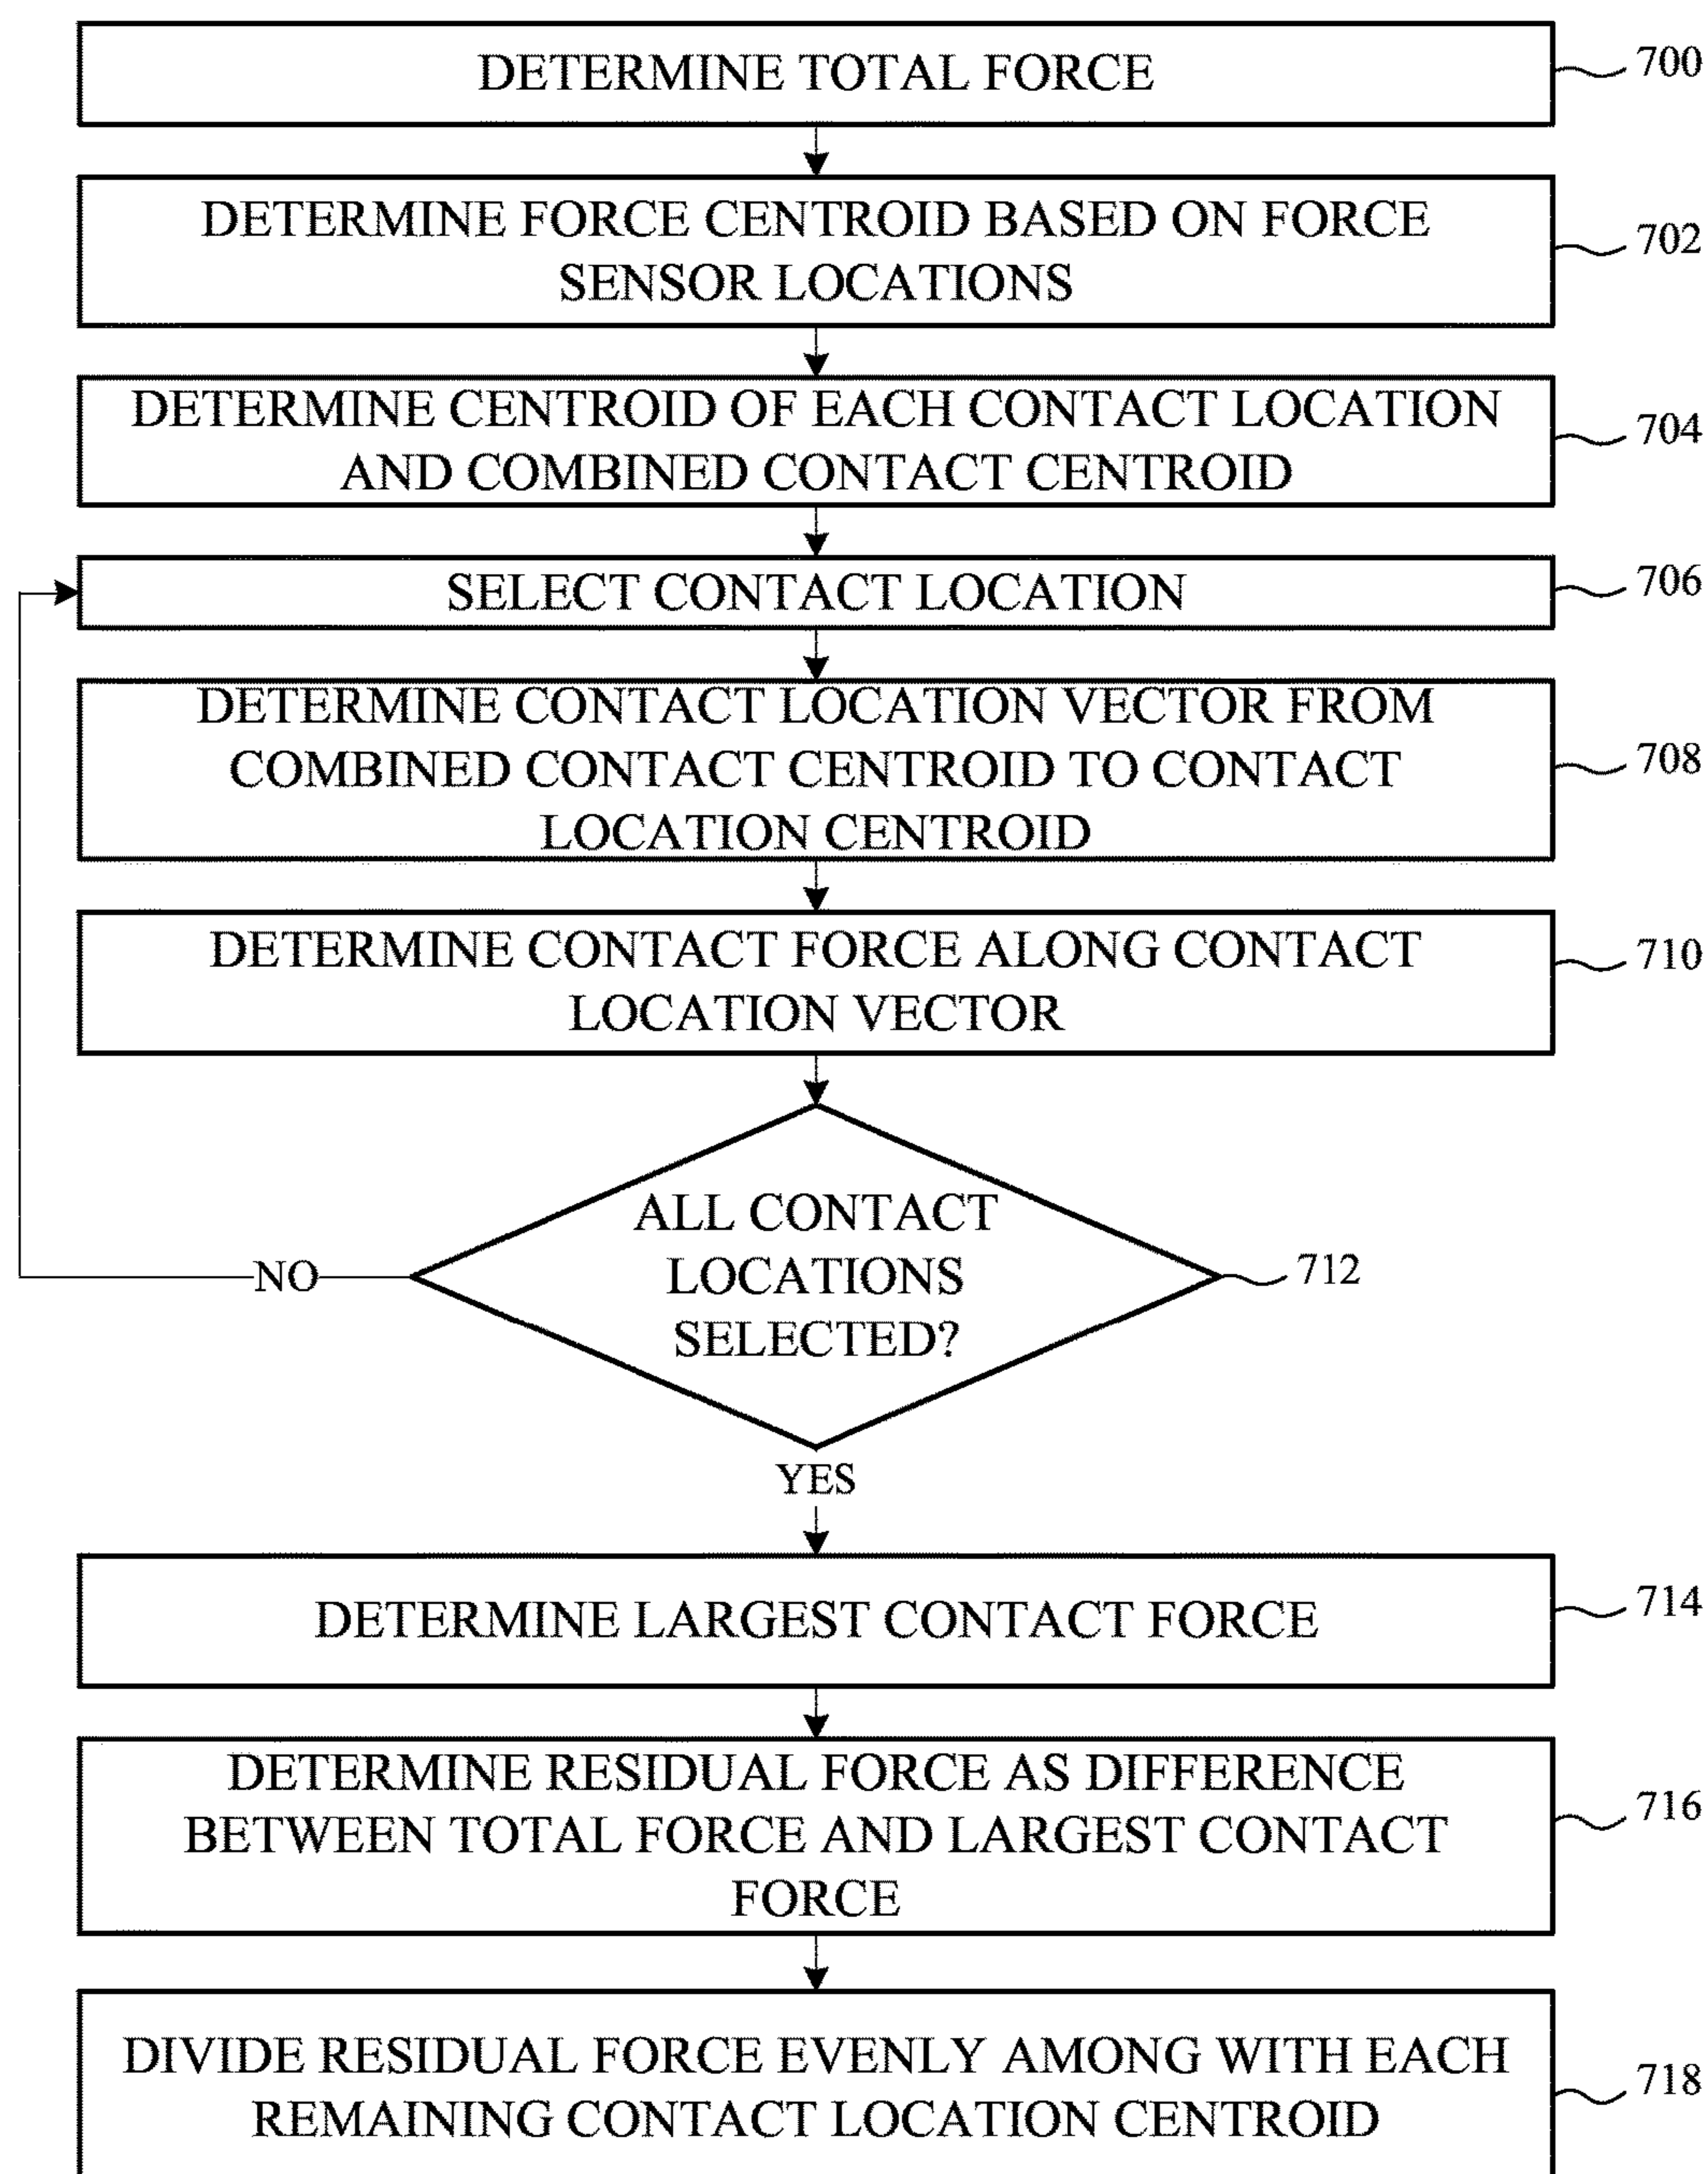 DETERMINE TOTAL FORCE
700
DETERMINE FORCE CENTROID BASED ON FORCE
SENSOR LOCATIONS
702
DETERMINE CENTROID OF EACH CONTACT LOCATION
AND COMBINED CONTACT CENTROID
704
SELECT CONTACT LOCATION
706
DETERMINE CONTACT LOCATION VECTOR FROM
COMBINED CONTACT CENTROID TO CONTACT
LOCATION CENTROID
708
DETERMINE CONTACT FORCE ALONG CONTACT
LOCATION VECTOR
710
ALL CONTACT
LOCATIONS
SELECTED?
712
NO
YES
DETERMINE LARGEST CONTACT FORCE
714
DETERMINE RESIDUAL FORCE AS DIFFERENCE
BETWEEN TOTAL FORCE AND LARGEST CONTACT
FORCE
716
DIVIDE RESIDUAL FORCE EVENLY AMONG WITH EACH
REMAINING CONTACT LOCATION CENTROID
718